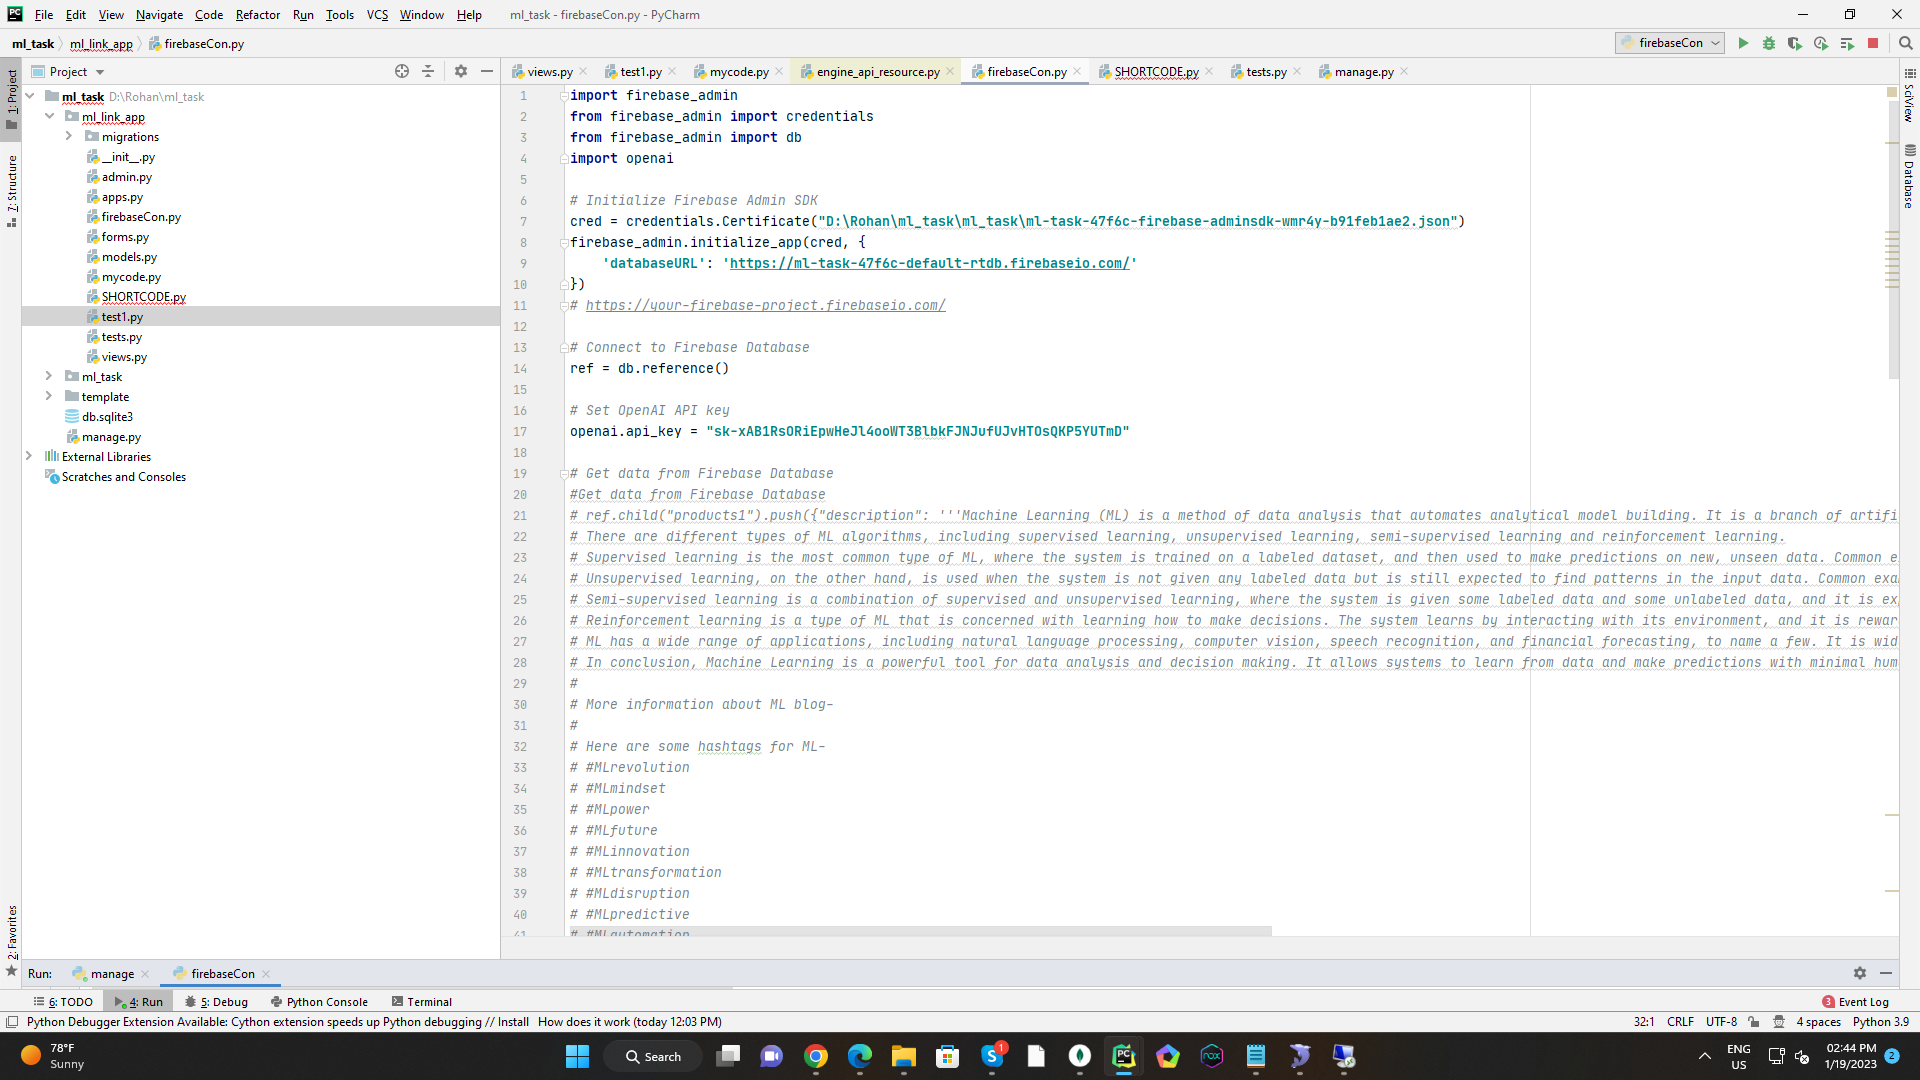 File Edit View Navigate Code Refactor Run Tools VCS Window Help ml_task - firebaseCon.py - PyCharm
ml_task ml_link_app firebaseCon.py firebaseCon
Project views.py test1.py mycode.py engine_api_resource.py firebaseCon.py SHORTCODE.py tests.py manage.py
1: Project
7: Structure
2: Favorites
SciView
Database
ml_task D:\Rohan\ml_task
ml_link_app
migrations
__init__.py
admin.py
apps.py
firebaseCon.py
forms.py
models.py
mycode.py
SHORTCODE.py
test1.py
tests.py
views.py
ml_task
template
db.sqlite3
manage.py
External Libraries
Scratches and Consoles
1 import firebase_admin
2 from firebase_admin import credentials
3 from firebase_admin import db
4 import openai
5
6 # Initialize Firebase Admin SDK
7 cred = credentials.Certificate("D:\Rohan\ml_task\ml_task\ml-task-47f6c-firebase-adminsdk-wmr4y-b91feb1ae2.json")
8 firebase_admin.initialize_app(cred, {
9 'databaseURL': 'https://ml-task-47f6c-default-rtdb.firebaseio.com/'
10 })
11 # https://your-firebase-project.firebaseio.com/
12
13 # Connect to Firebase Database
14 ref = db.reference()
15
16 # Set OpenAI API key
17 openai.api_key = "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"
18
19 # Get data from Firebase Database
20 #Get data from Firebase Database
21 # ref.child("products1").push({"description": '''Machine Learning (ML) is a method of data analysis that automates analytical model building. It is a branch of artifi
22 # There are different types of ML algorithms, including supervised learning, unsupervised learning, semi-supervised learning and reinforcement learning.
23 # Supervised learning is the most common type of ML, where the system is trained on a labeled dataset, and then used to make predictions on new, unseen data. Common e
24 # Unsupervised learning, on the other hand, is used when the system is not given any labeled data but is still expected to find patterns in the input data. Common exa
25 # Semi-supervised learning is a combination of supervised and unsupervised learning, where the system is given some labeled data and some unlabeled data, and it is ex
26 # Reinforcement learning is a type of ML that is concerned with learning how to make decisions. The system learns by interacting with its environment, and it is rewar
27 # ML has a wide range of applications, including natural language processing, computer vision, speech recognition, and financial forecasting, to name a few. It is wid
28 # In conclusion, Machine Learning is a powerful tool for data analysis and decision making. It allows systems to learn from data and make predictions with minimal hum
29 #
30 # More information about ML blog-
31 #
32 # Here are some hashtags for ML-
33 # #MLrevolution
34 # #MLmindset
35 # #MLpower
36 # #MLfuture
37 # #MLinnovation
38 # #MLtransformation
39 # #MLdisruption
40 # #MLpredictive
41 # #MLautomation
Run: manage firebaseCon
6: TODO 4: Run 5: Debug Python Console Terminal 3 Event Log
Python Debugger Extension Available: Cython extension speeds up Python debugging // Install How does it work (today 12:03 PM) 32:1 CRLF UTF-8 4 spaces Python 3.9
78°F
Sunny
Search
1
ENG
US
02:44 PM
1/19/2023
2